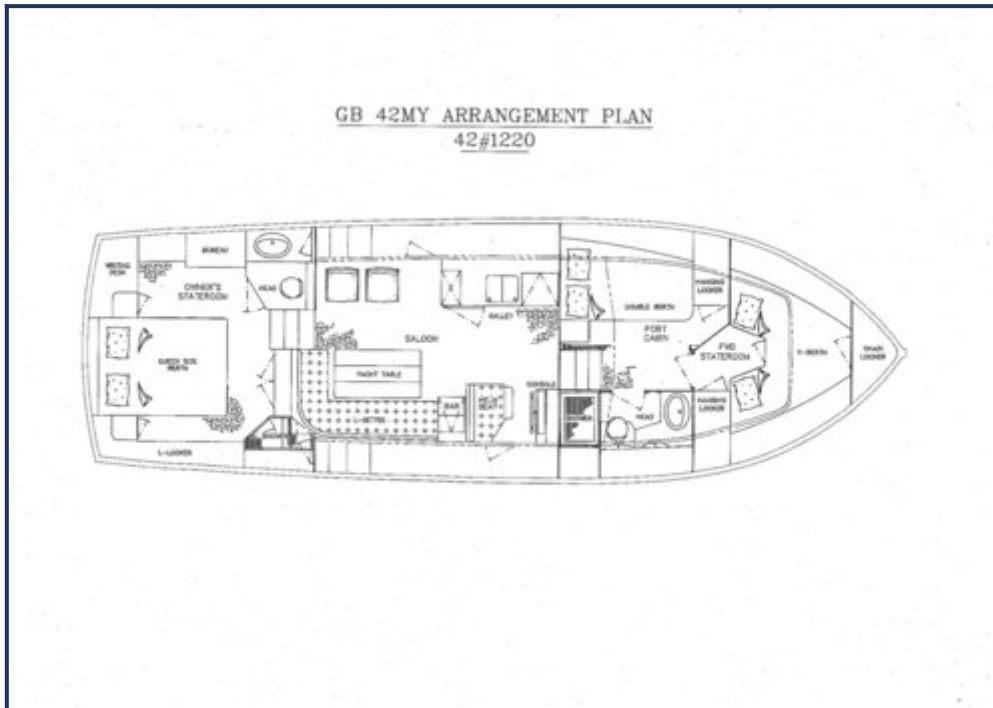 GB 42MY ARRANGEMENT PLAN
42#1220
WRITING
DESK
BUREAU
OWNER'S
STATEROOM
HEAD
QUEEN SIZE
BERTH
L-LOCKER
SALOON
YACHT TABLE
L-SETTEE
BAR
SEAT
GALLEY
CONSOLE
DOUBLE BERTH
PORT
CABIN
HANGING
LOCKER
FWD
STATEROOM
HANGING
LOCKER
HEAD
V-BERTH
CHAIN
LOCKER